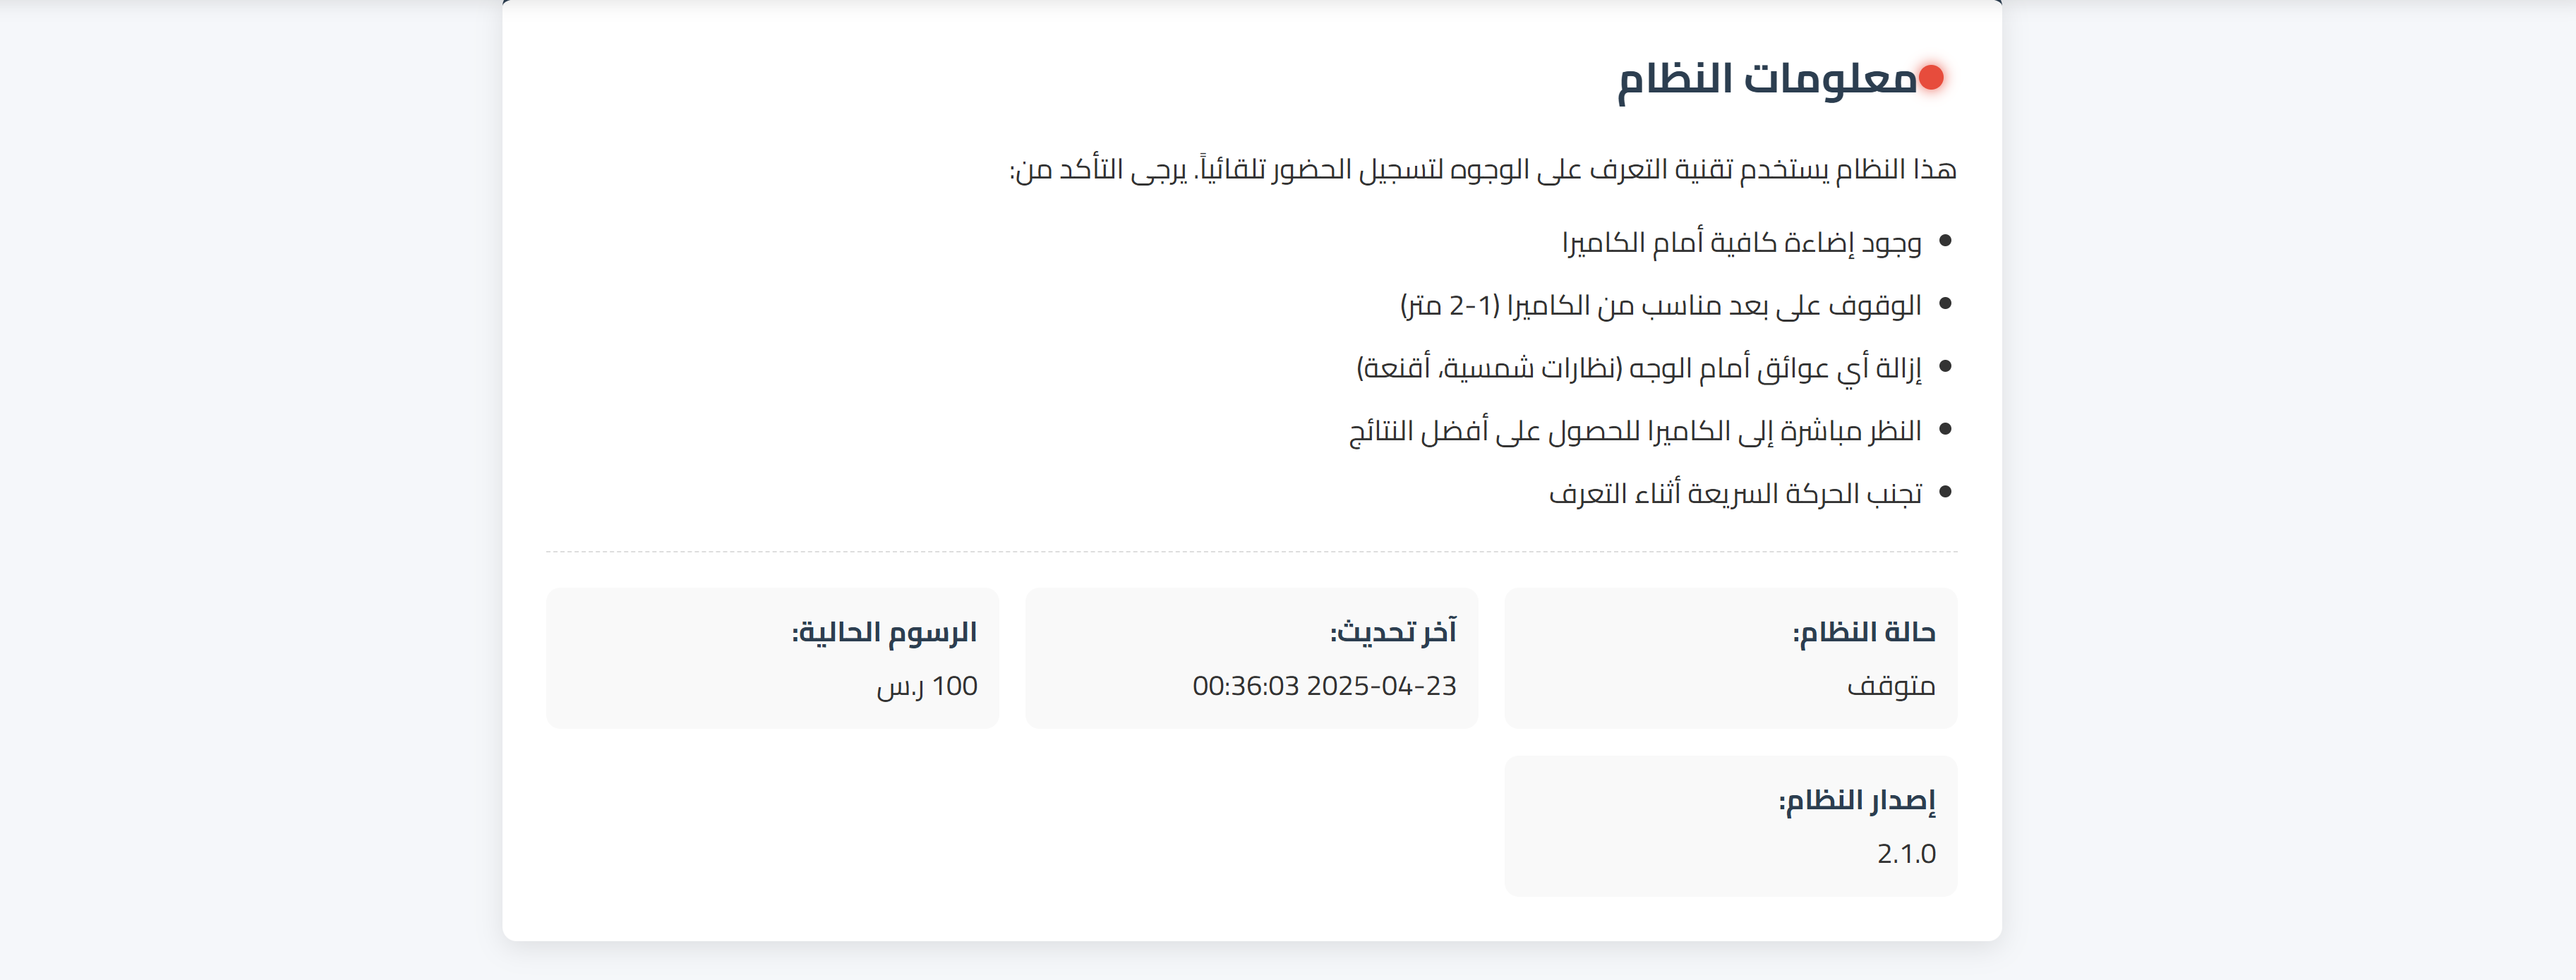 معلومات النظام
هذا النظام يستخدم تقنية التعرف على الوجوه لتسجيل الحضور تلقائياً. يرجى التأكد من:
وجود إضاءة كافية أمام الكاميرا
الوقوف على بعد مناسب من الكاميرا (1-2 متر)
إزالة أي عوائق أمام الوجه (نظارات شمسية، أقنعة)
النظر مباشرة إلى الكاميرا للحصول على أفضل النتائج
تجنب الحركة السريعة أثناء التعرف
حالة النظام:
متوقف
آخر تحديث:
00:36:03 2025-04-23
الرسوم الحالية:
100 ر.س
إصدار النظام:
2.1.0